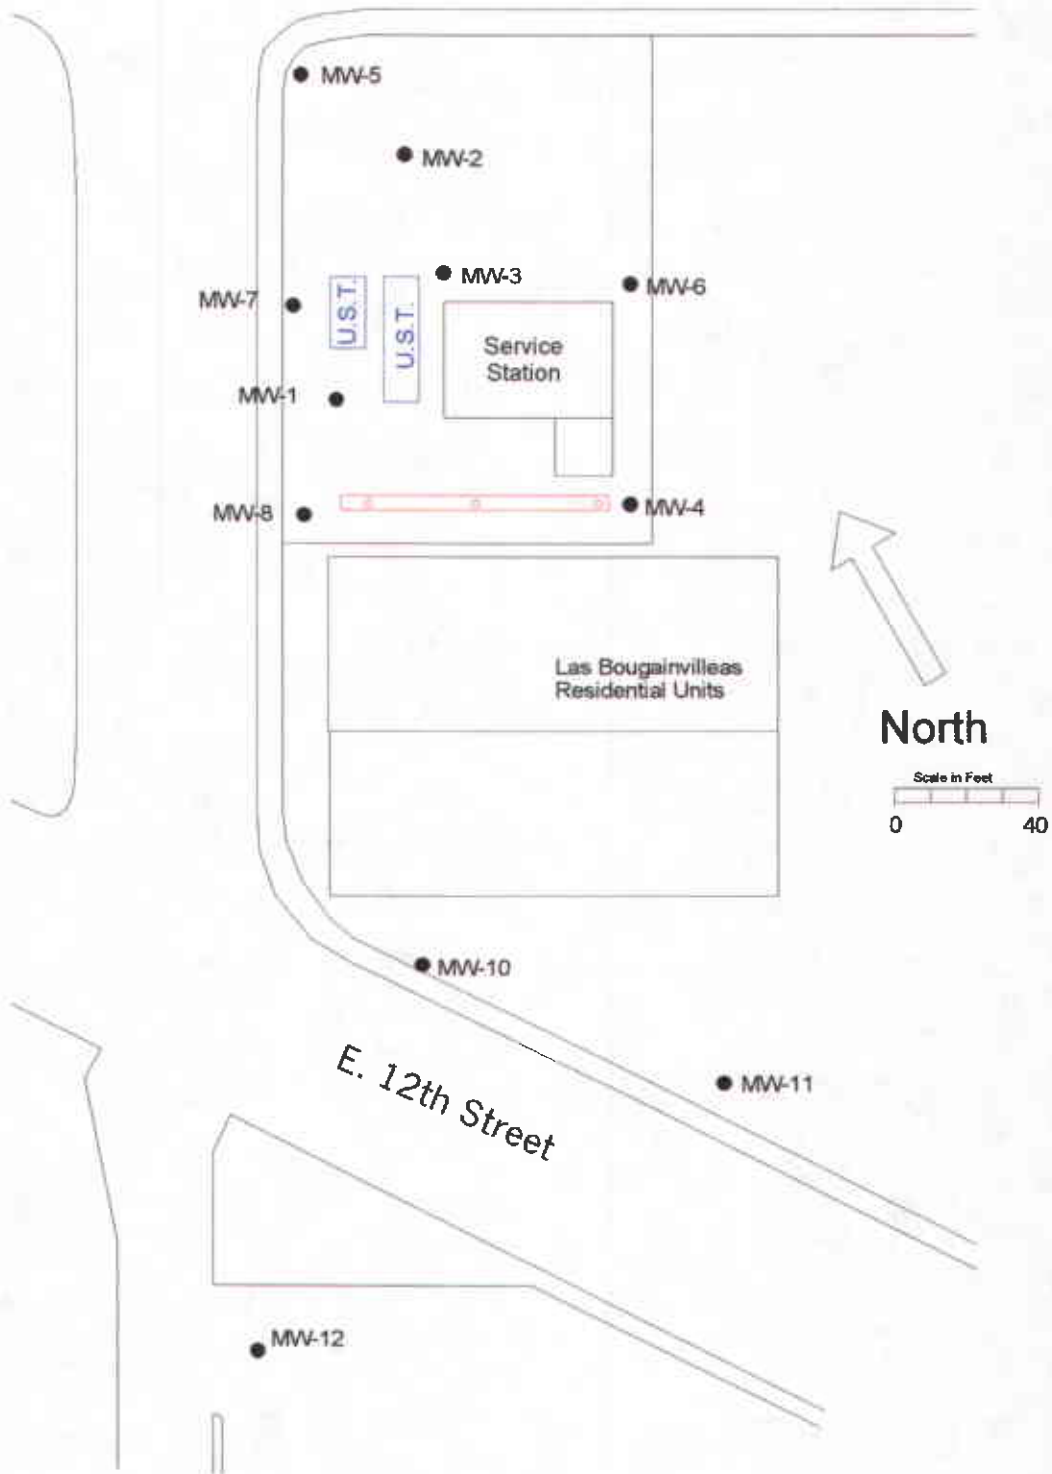 MW-5
MW-2
MW-3
MW-6
MW-7
U.S.T.
U.S.T.
Service
Station
MW-1
MW-8
MW-4
Las Bougainvilleas
Residential Units
North
Scale in Feet
0 40
MW-10
E. 12th Street
MW-11
MW-12